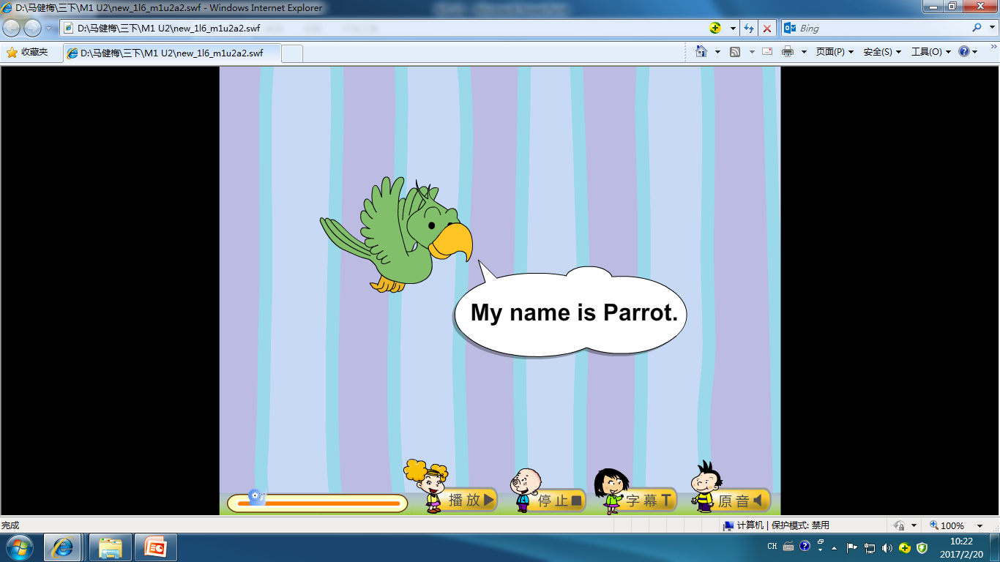 D:\马健梅\三下\M1 U2\new_1l6_m1u2a2.swf - Windows Internet Explorer
D:\马健梅\三下\M1 U2\new_1l6_m1u2a2.swf
Bing
收藏夹
D:\马健梅\三下\M1 U2\new_1l6_m1u2a2.swf
页面(P)
安全(S)
工具(O)
My name is Parrot.
播放
停止
字幕T
原音
完成
计算机 | 保护模式: 禁用
100%
CH
10:22
2017/2/20